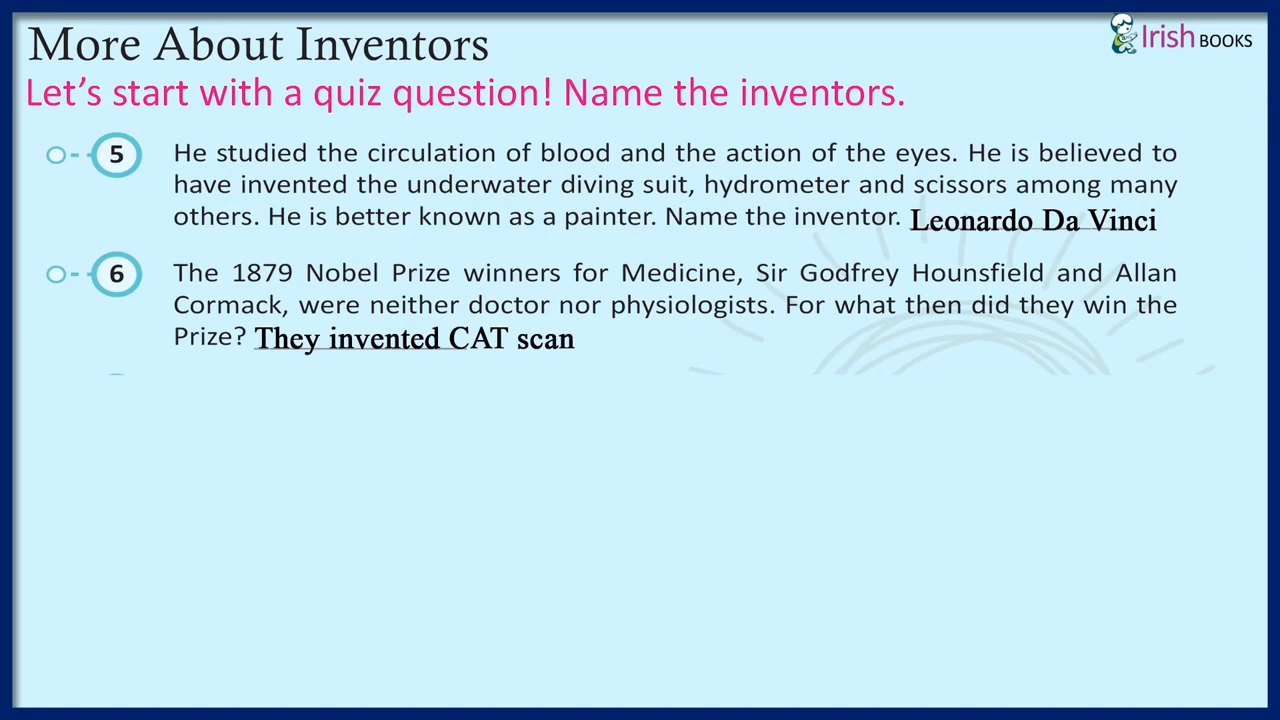 More About Inventors
Irish BOOKS
Let's start with a quiz question! Name the inventors.
5 He studied the circulation of blood and the action of the eyes. He is believed to
have invented the underwater diving suit, hydrometer and scissors among many
others. He is better known as a painter. Name the inventor. Leonardo Da Vinci
6 The 1879 Nobel Prize winners for Medicine, Sir Godfrey Hounsfield and Allan
Cormack, were neither doctor nor physiologists. For what then did they win the
Prize? They invented CAT scan